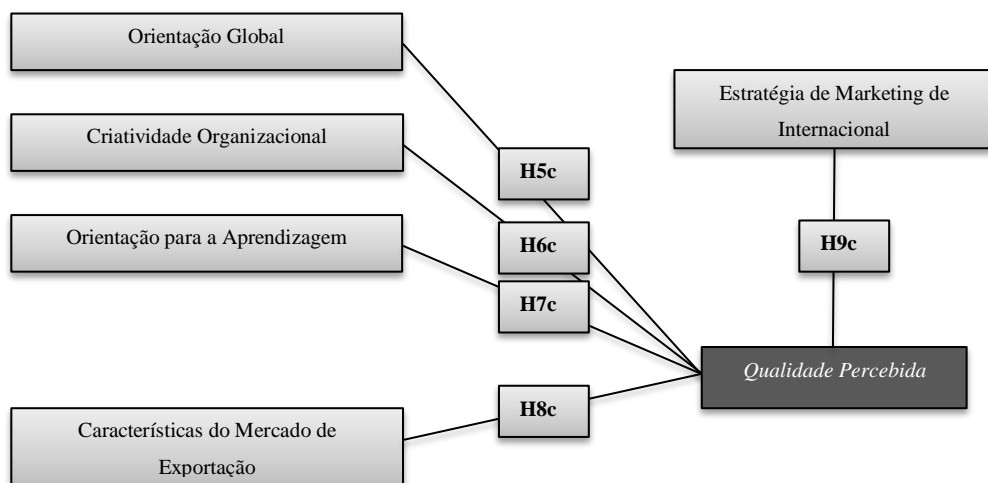 Orientação Global
Criatividade Organizacional
Orientação para a Aprendizagem
Características do Mercado de
Exportação
H5c
H6c
H7c
H8c
Estratégia de Marketing de
Internacional
H9c
Qualidade Percebida